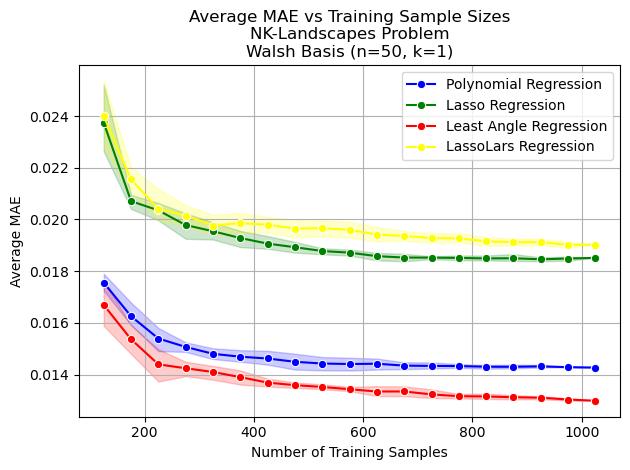 Average MAE vs Training Sample Sizes
NK-Landscapes Problem
Walsh Basis (n=50, k=1)
Polynomial Regression
Lasso Regression
Least Angle Regression
LassoLars Regression
Average MAE
0.024
0.022
0.020
0.018
0.016
0.014
200
400
600
800
1000
Number of Training Samples